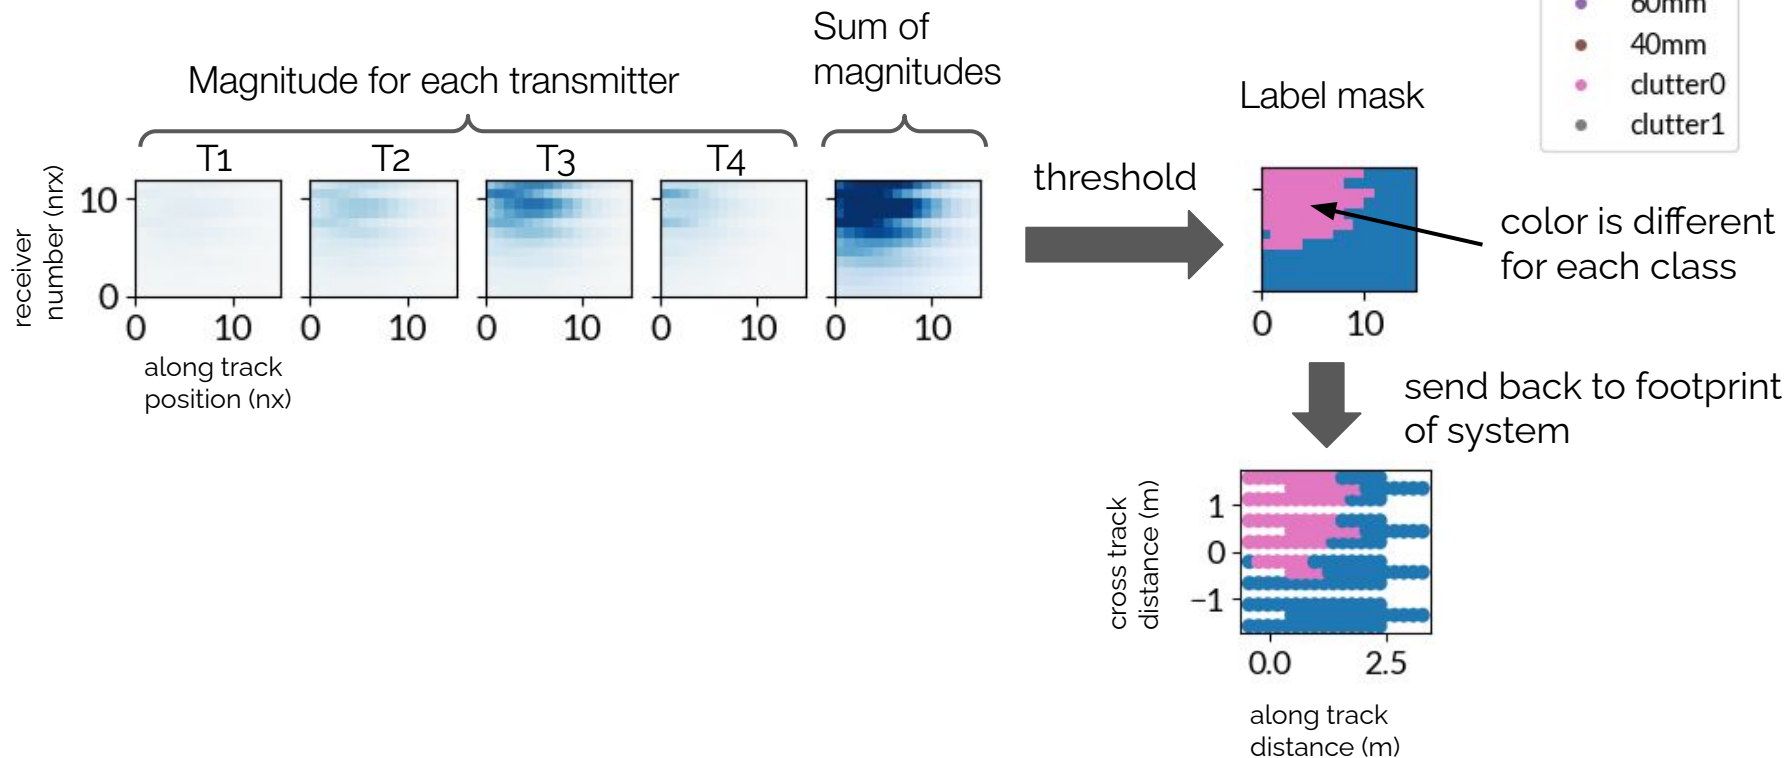 Magnitude for each transmitter
Sum of
magnitudes
T1
T2
T3
T4
receiver
number (nrx)
10
0
0 10
0 10
0 10
0 10
0 10
along track
position (nx)
threshold
Label mask
0 10
60mm
40mm
clutter0
clutter1
color is different
for each class
send back to footprint
of system
cross track
distance (m)
1
0
−1
0.0 2.5
along track
distance (m)